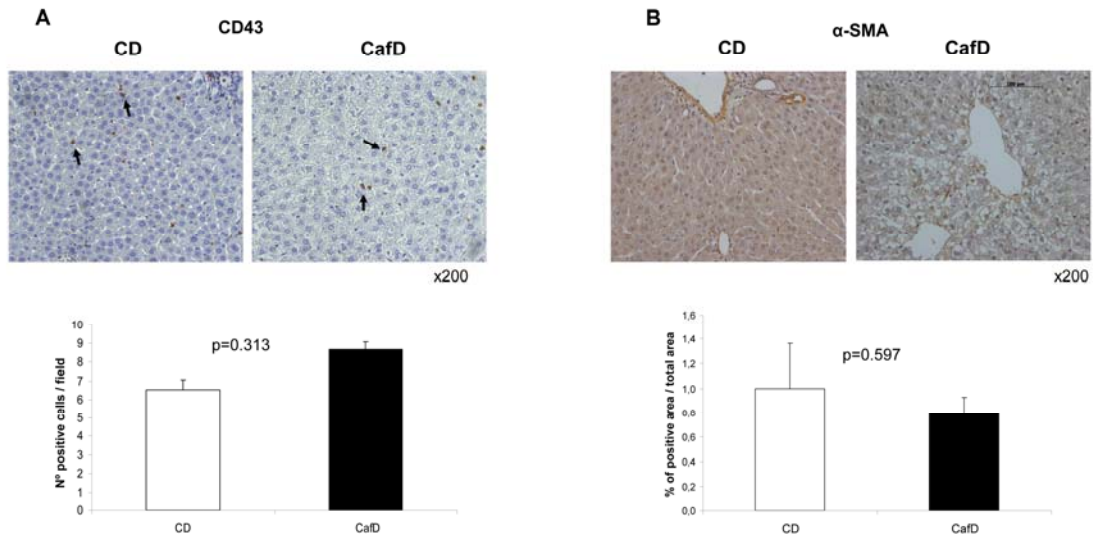 A
CD43
CD
CafD
x200
Nº positive cells / field
10
9
8
7
6
5
4
3
2
1
0
p=0.313
CD
CafD
B
α-SMA
CD
CafD
x200
% of positive area / total area
1,6
1,4
1,2
1,0
0,8
0,6
0,4
0,2
0,0
p=0.597
CD
CafD